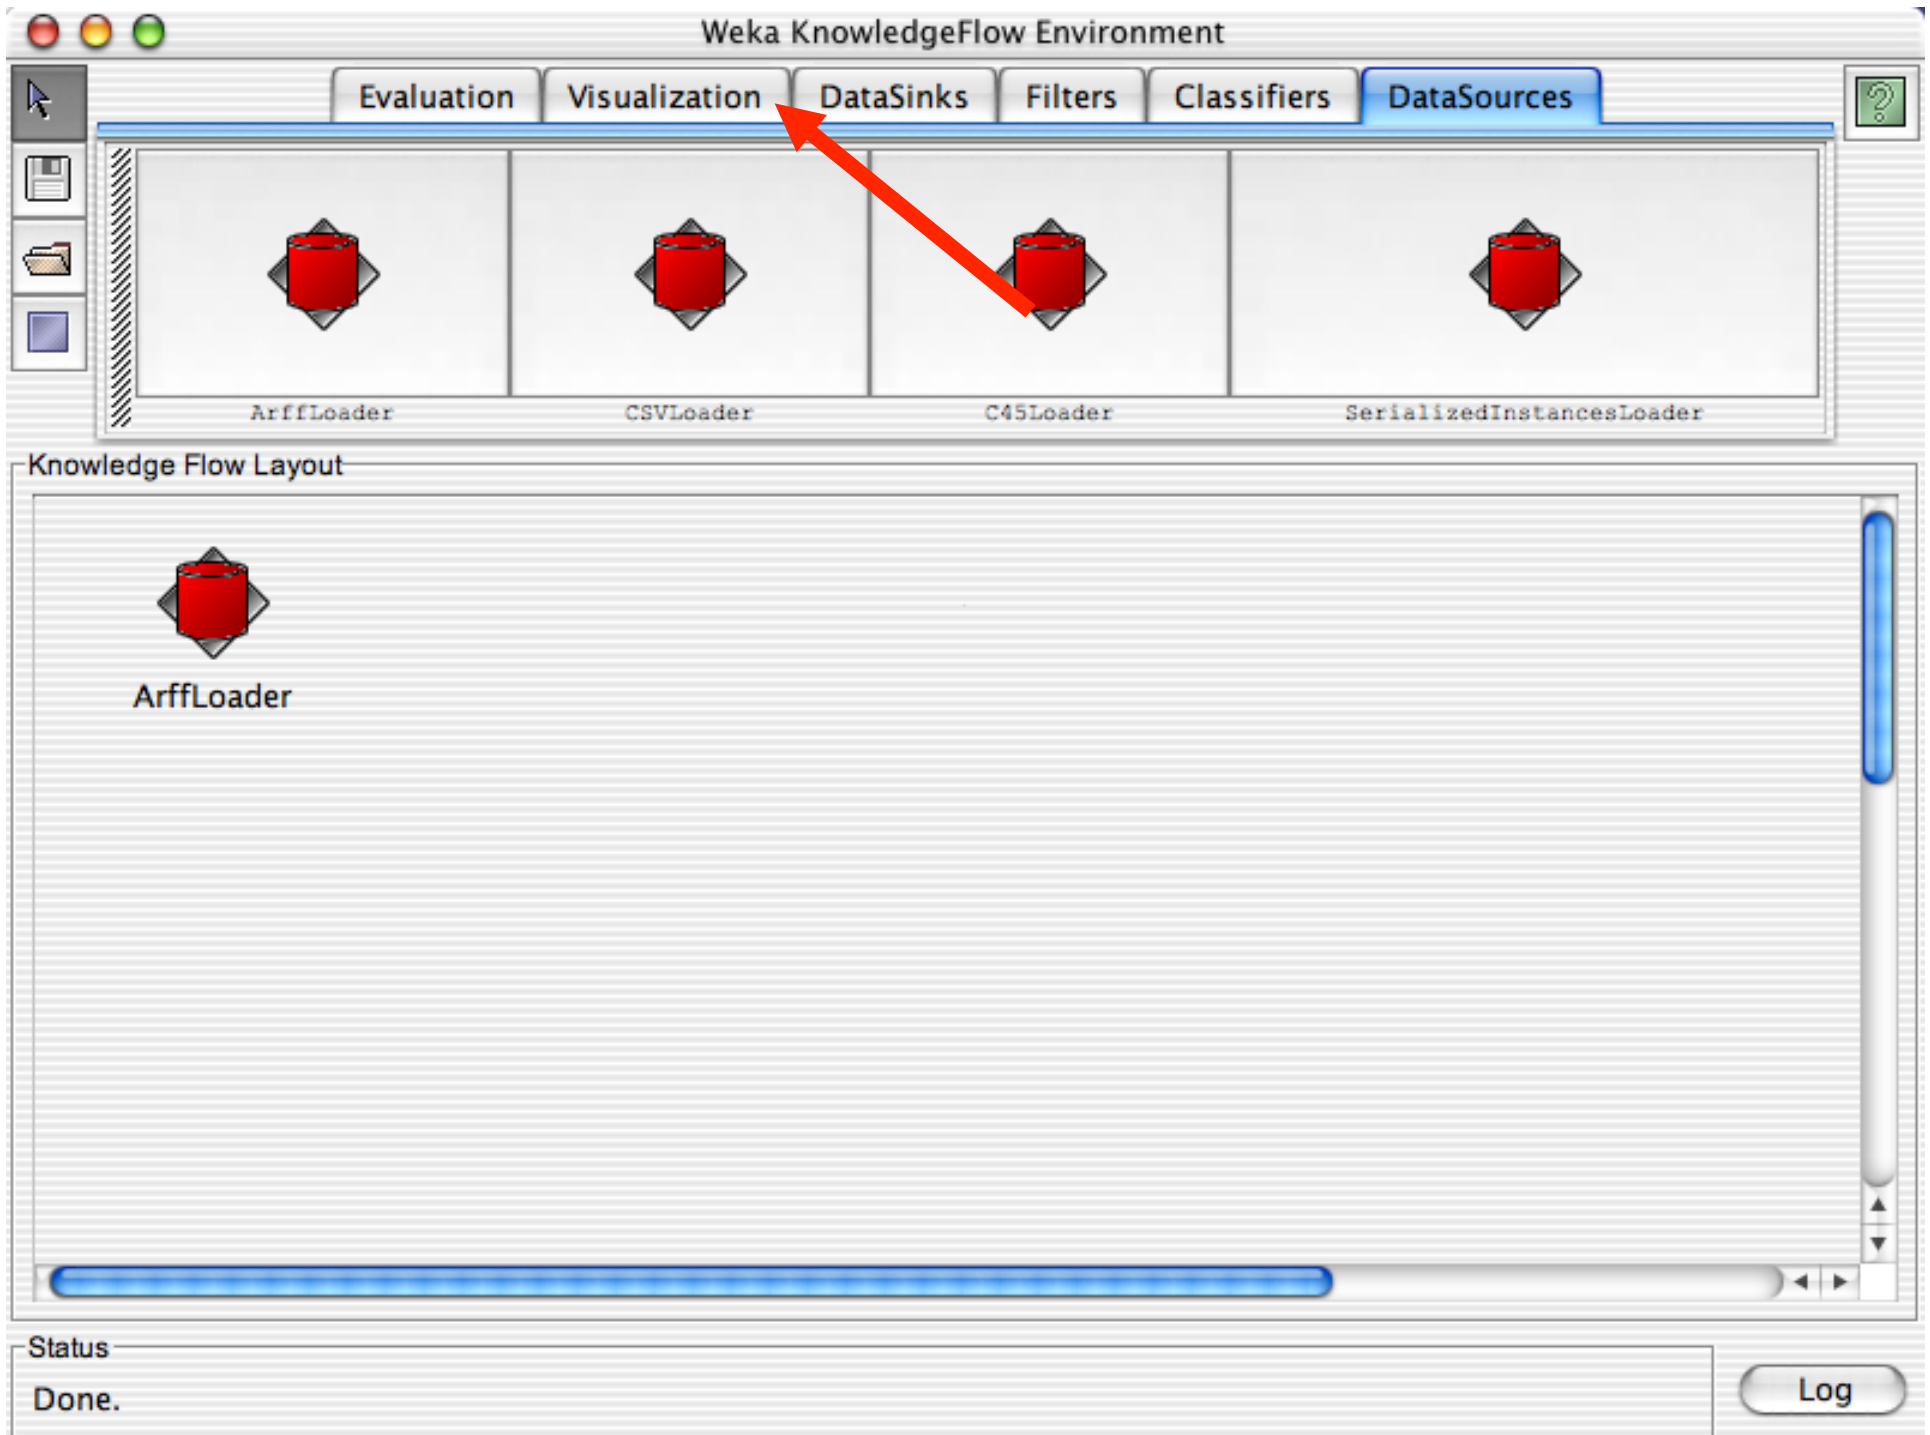 Weka KnowledgeFlow Environment
Evaluation Visualization DataSinks Filters Classifiers DataSources
ArffLoader CSVLoader C45Loader SerializedInstancesLoader
Knowledge Flow Layout
ArffLoader
Status
Done.
Log